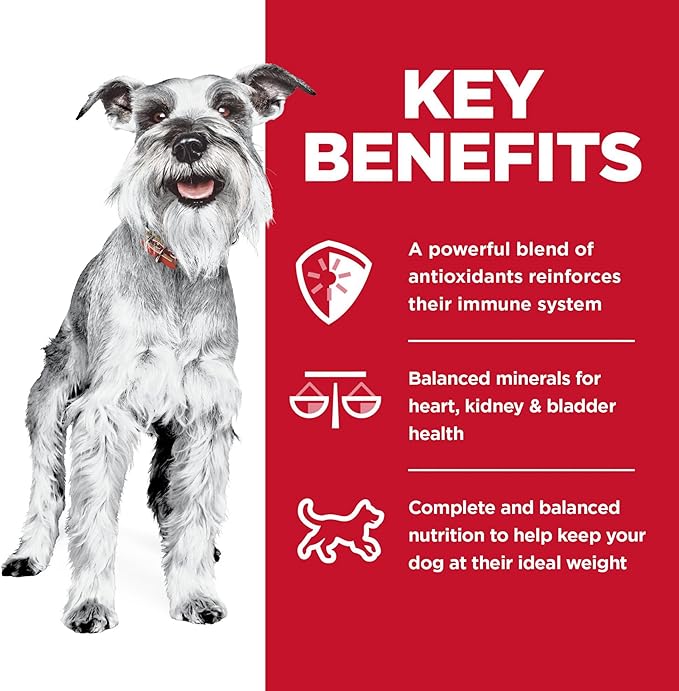 KEY
BENEFITS
A powerful blend of
antioxidants reinforces
their immune system
Balanced minerals for
heart, kidney & bladder
health
Complete and balanced
nutrition to help keep your
dog at their ideal weight